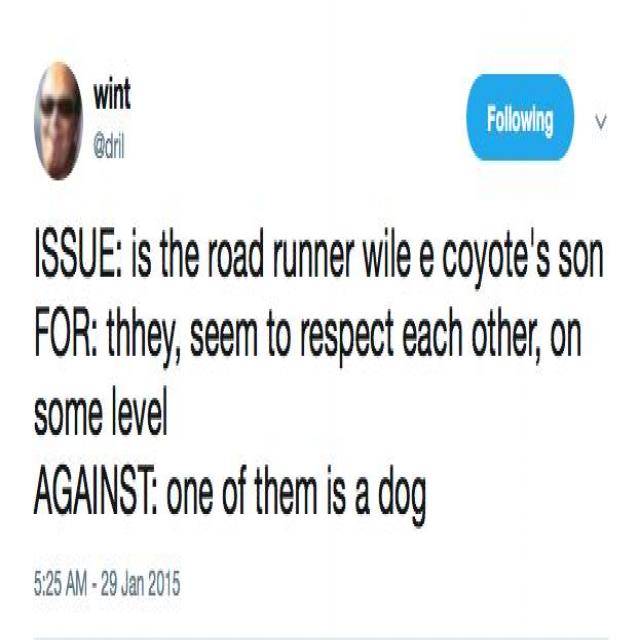 wint
@dril
Following
ISSUE: is the road runner wile e coyote's son
FOR: thhey, seem to respect each other, on
some level
AGAINST: one of them is a dog
5:25 AM - 29 Jan 2015